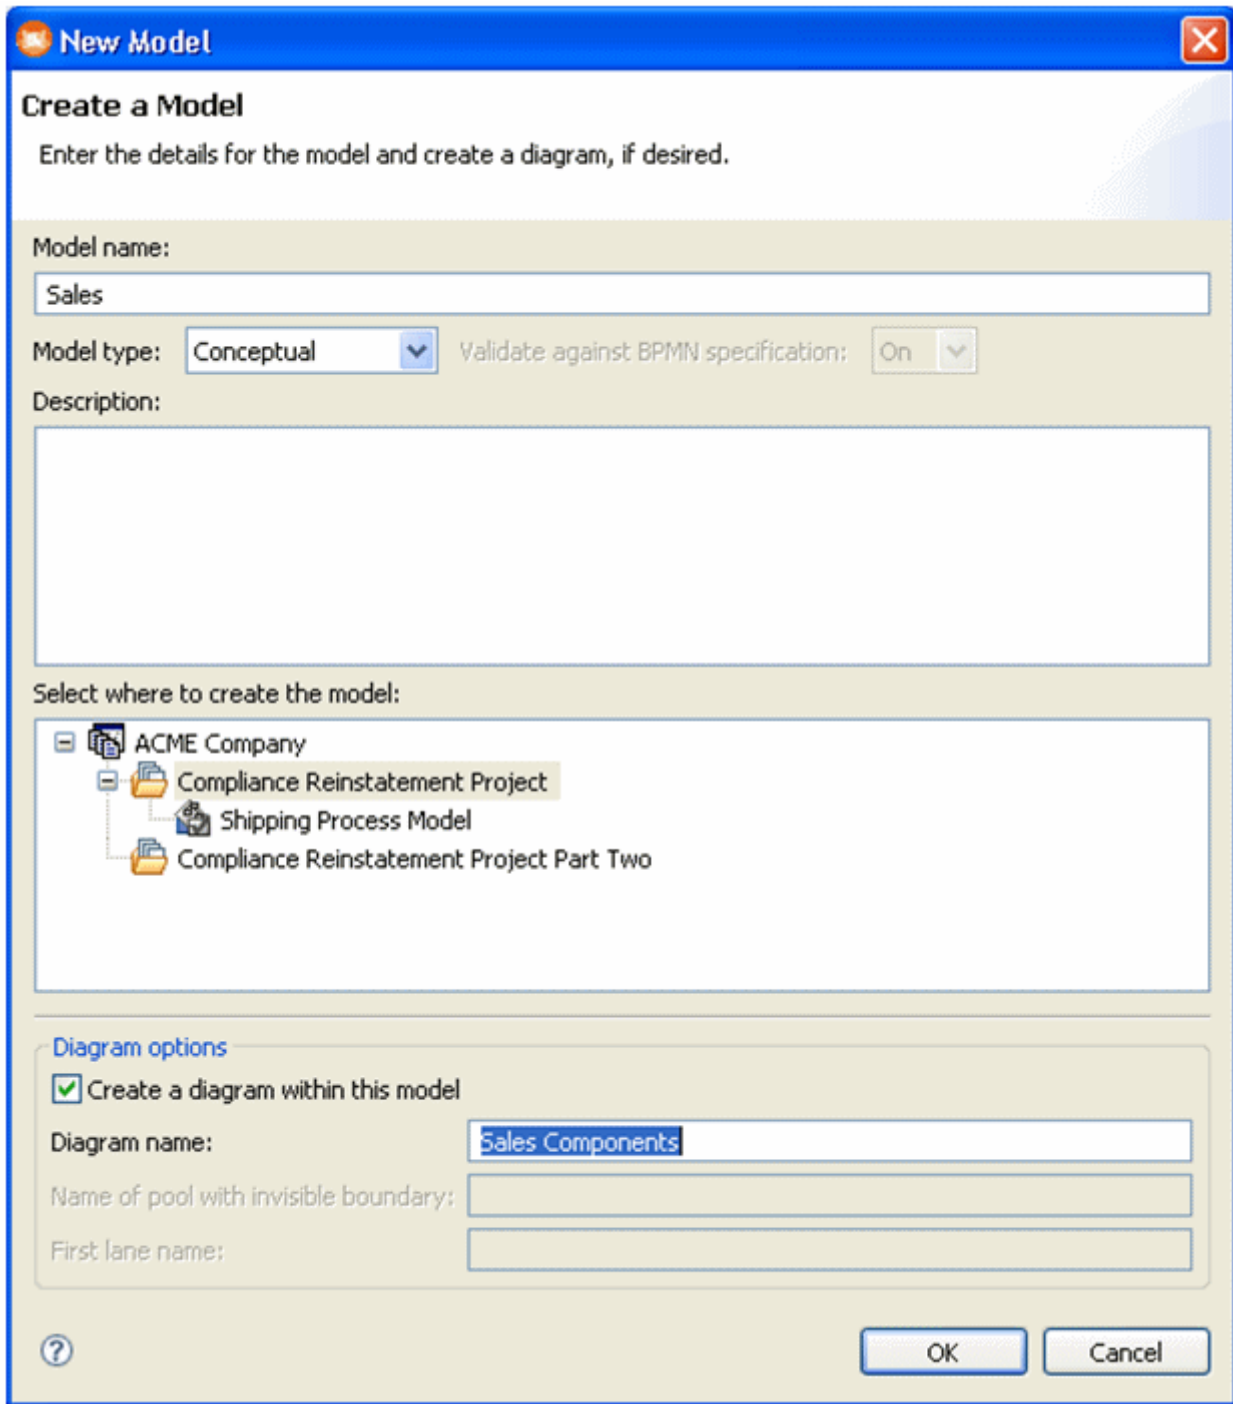 New Model
Create a Model
Enter the details for the model and create a diagram, if desired.
Model name:
Sales
Model type: Conceptual Validate against BPMN specification: On
Description:
Select where to create the model:
ACME Company
Compliance Reinstatement Project
Shipping Process Model
Compliance Reinstatement Project Part Two
Diagram options
Create a diagram within this model
Diagram name: Sales Components
Name of pool with invisible boundary:
First lane name:
? OK Cancel